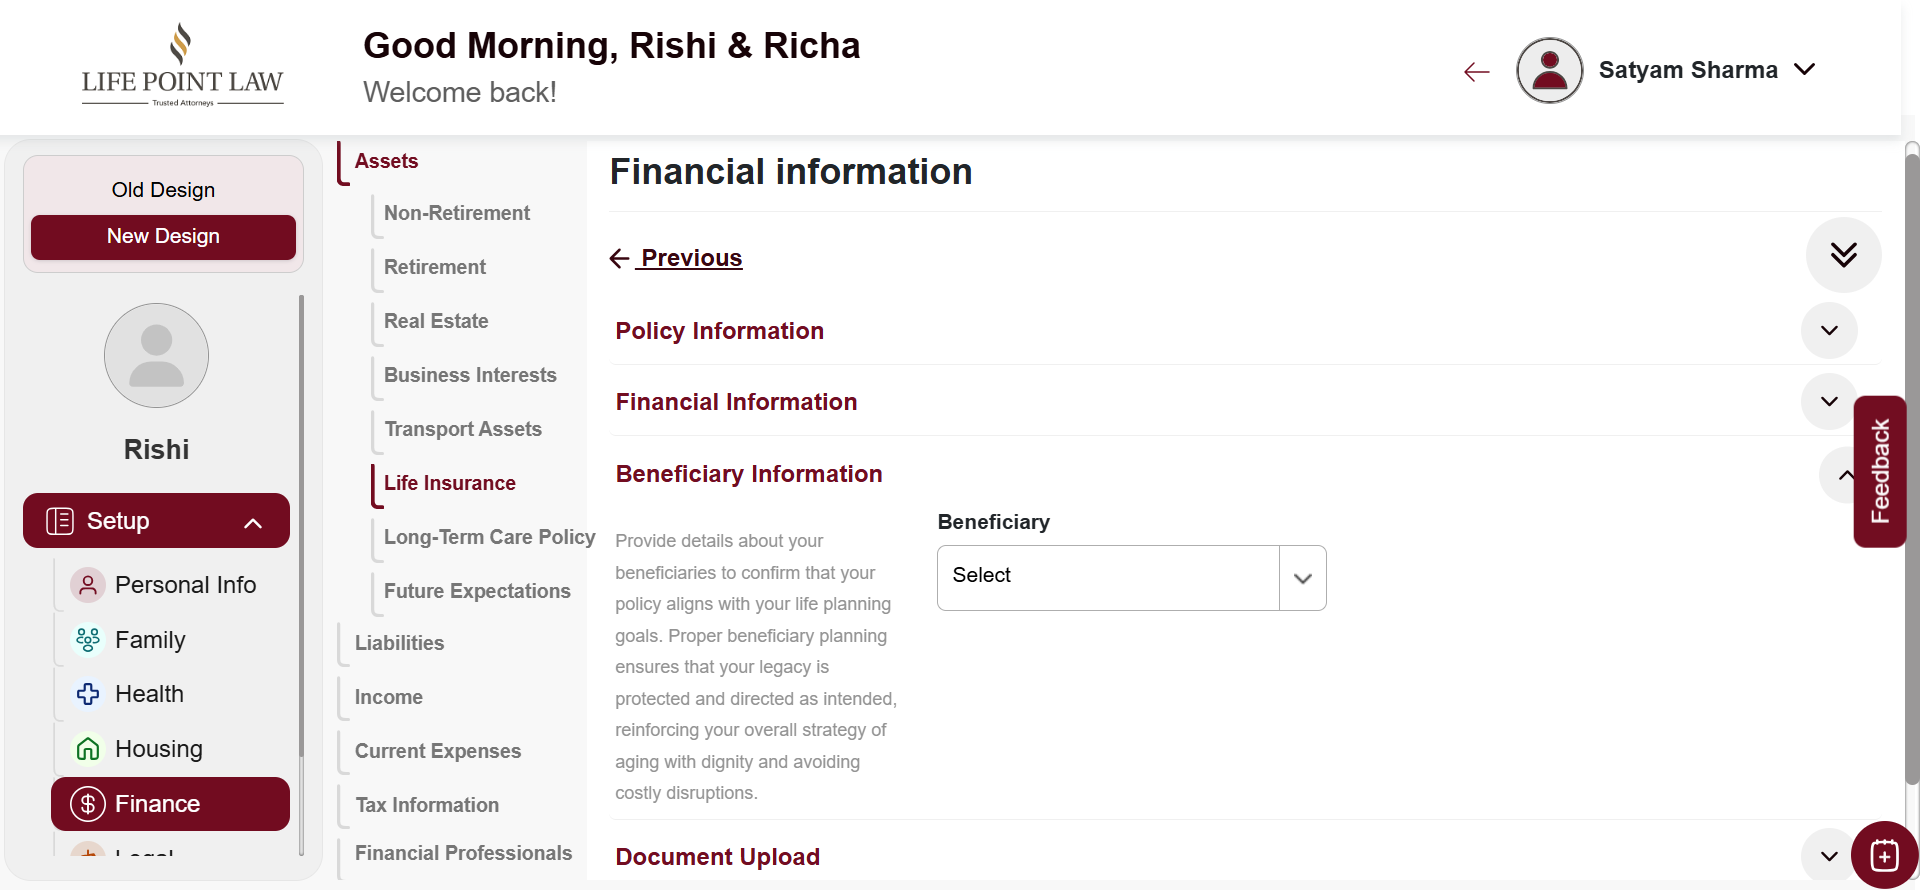 LIFE POINT LAW
Trusted Attorneys
Good Morning, Rishi & Richa
Welcome back!
Satyam Sharma
Old Design
New Design
Rishi
Setup
Personal Info
Family
Health
Housing
Finance
Legal
Assets
Non-Retirement
Retirement
Real Estate
Business Interests
Transport Assets
Life Insurance
Long-Term Care Policy
Future Expectations
Liabilities
Income
Current Expenses
Tax Information
Financial Professionals
Financial information
Previous
Policy Information
Financial Information
Beneficiary Information
Provide details about your
beneficiaries to confirm that your
policy aligns with your life planning
goals. Proper beneficiary planning
ensures that your legacy is
protected and directed as intended,
reinforcing your overall strategy of
aging with dignity and avoiding
costly disruptions.
Beneficiary
Select
Document Upload
Feedback